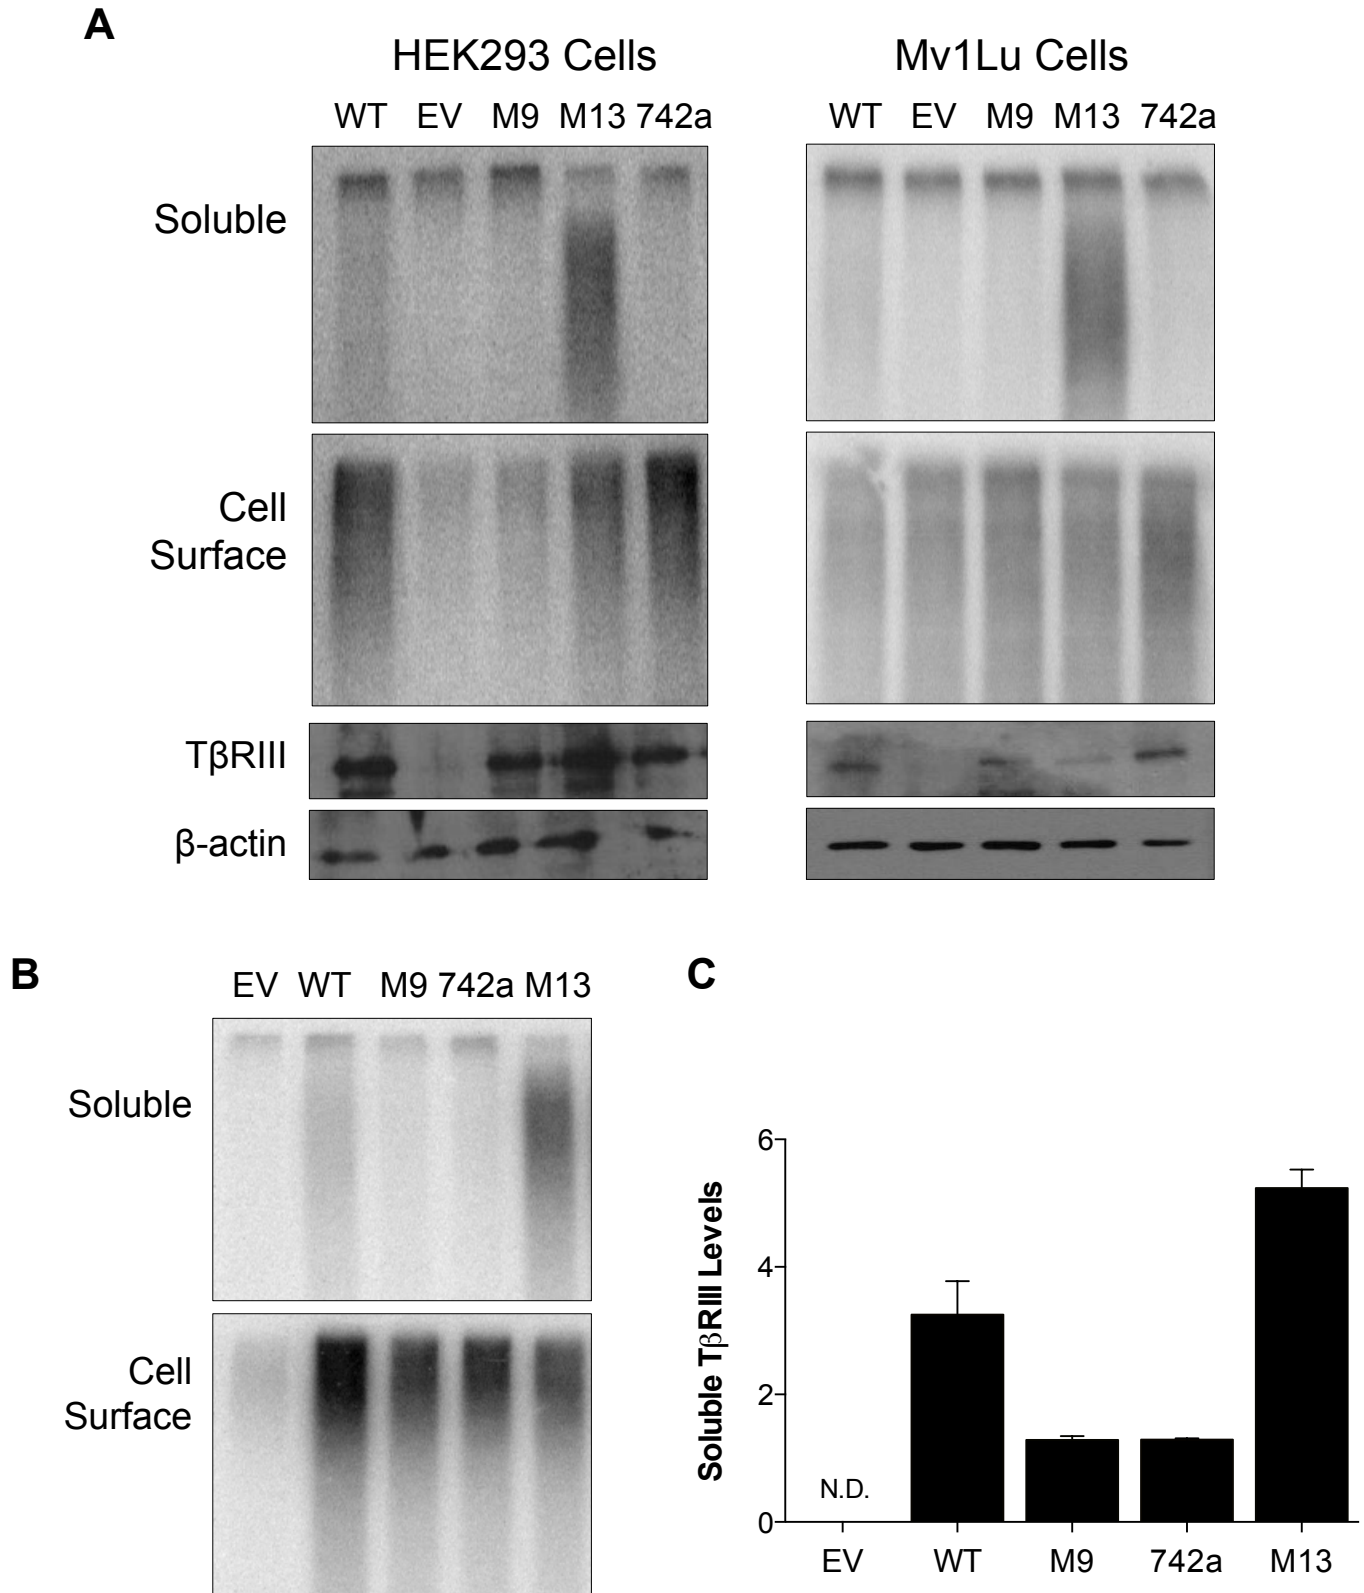 A
HEK293 Cells
Mv1Lu Cells
WT EV M9 M13 742a
WT EV M9 M13 742a
Soluble
Cell
Surface
TβRIII
β-actin
B
EV WT M9 742a M13
Soluble
Cell
Surface
C
Soluble TβRIII Levels
6
4
2
0
N.D.
EV WT M9 742a M13